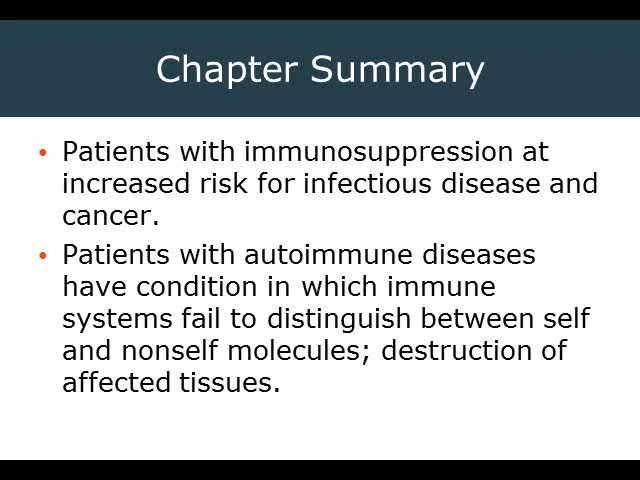 Chapter Summary
• Patients with immunosuppression at
increased risk for infectious disease and
cancer.
• Patients with autoimmune diseases
have condition in which immune
systems fail to distinguish between self
and nonself molecules; destruction of
affected tissues.